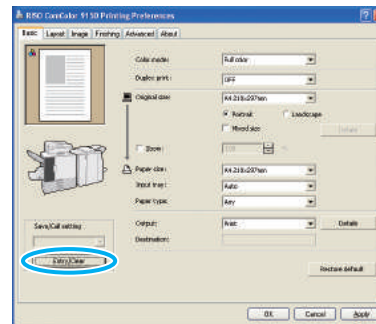 RISO ComColor 9150 Printing Preferences
Basic Layout Image Finishing Advanced About
Color mode: Full color
Duplex print: OFF
Original size: A4 210x297mm
Portrait Landscape
Mixed size Details
Zoom: 100 %
Paper size: A4 210x297mm
Input tray: Auto
Paper type: Any
Save/Call setting
Output: Print Details
Destination:
Entry/Clear
Restore default
OK Cancel Apply